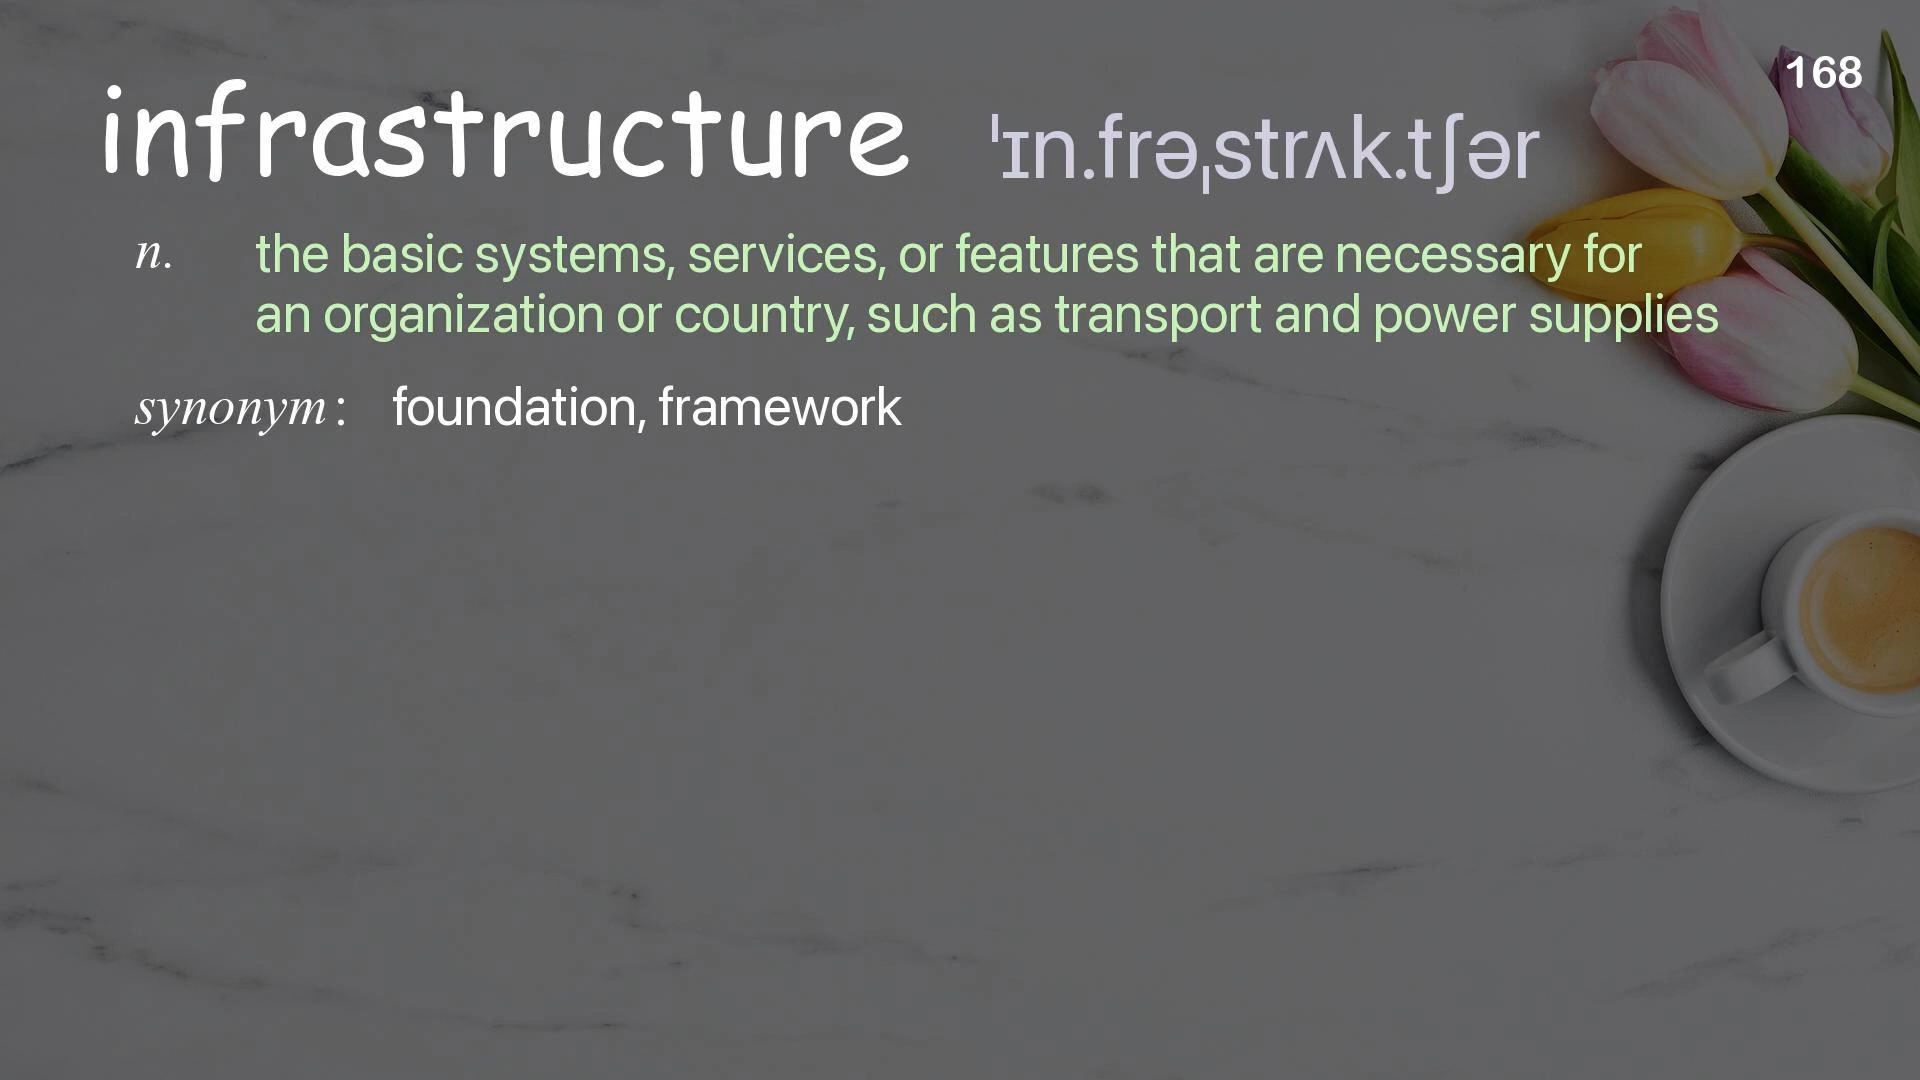 168
infrastructure ˈɪn.frəˌstrʌk.tʃər
n. the basic systems, services, or features that are necessary for
an organization or country, such as transport and power supplies
synonym: foundation, framework